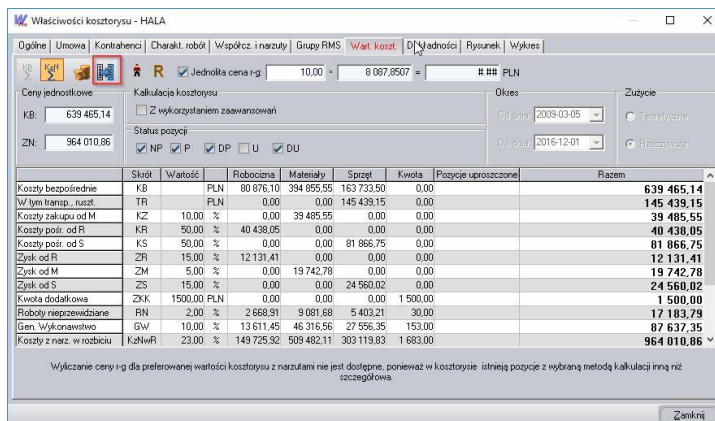 Właściwości kosztorysu - HALA
Ogólne | Umowa | Kontrahenci | Charakt. robót | Współcz. i narzuty | Grupy RMS | Wart. koszt. | Dokładności | Rysunek | Wykres
KB Σ KzN Σ R Jednolita cena r-g: 10,00 * 8 087,8507 = #.## PLN
Ceny jednostkowe Kalkulacja kosztorysu Okres Zużycie
KB: 639 465,14 Z wykorzystaniem zaawansowań Od dnia: 2009-03-05 Teoretyczne
Status pozycji
ZN: 964 010,86 NP P DP U DU Do dnia: 2016-12-01 Rzeczywiste
Skrót Wartość Robocizna Materiały Sprzęt Kwota Pozycje uproszczone Razem
Koszty bezpośrednie KB PLN 80 876,10 394 855,55 163 733,50 0,00 639 465,14
W tym transp., ruszt. TR PLN 0,00 0,00 145 439,15 0,00 145 439,15
Koszty zakupu od M KZ 10,00 % 0,00 39 485,55 0,00 0,00 39 485,55
Koszty pośr. od R KR 50,00 % 40 438,05 0,00 0,00 0,00 40 438,05
Koszty pośr. od S KS 50,00 % 0,00 0,00 81 866,75 0,00 81 866,75
Zysk od R ZR 15,00 % 12 131,41 0,00 0,00 0,00 12 131,41
Zysk od M ZM 5,00 % 0,00 19 742,78 0,00 0,00 19 742,78
Zysk od S ZS 15,00 % 0,00 0,00 24 560,02 0,00 24 560,02
Kwota dodatkowa ZKK 1500,00 PLN 0,00 0,00 0,00 1 500,00 1 500,00
Roboty nieprzewidziane RN 2,00 % 2 668,91 9 081,68 5 403,21 30,00 17 183,79
Gen. Wykonawstwo GW 10,00 % 13 611,45 46 316,56 27 556,35 153,00 87 637,35
Koszty z narz. w rozbiciu KzNwR 23,00 % 149 725,92 509 482,11 303 119,83 1 683,00 964 010,86
Wyliczanie ceny r-g dla preferowanej wartości kosztorysu z narzutami nie jest dostępne, ponieważ w kosztorysie istnieją pozycje z wybraną metodą kalkulacji inną niż
szczegółowa.
Zamknij